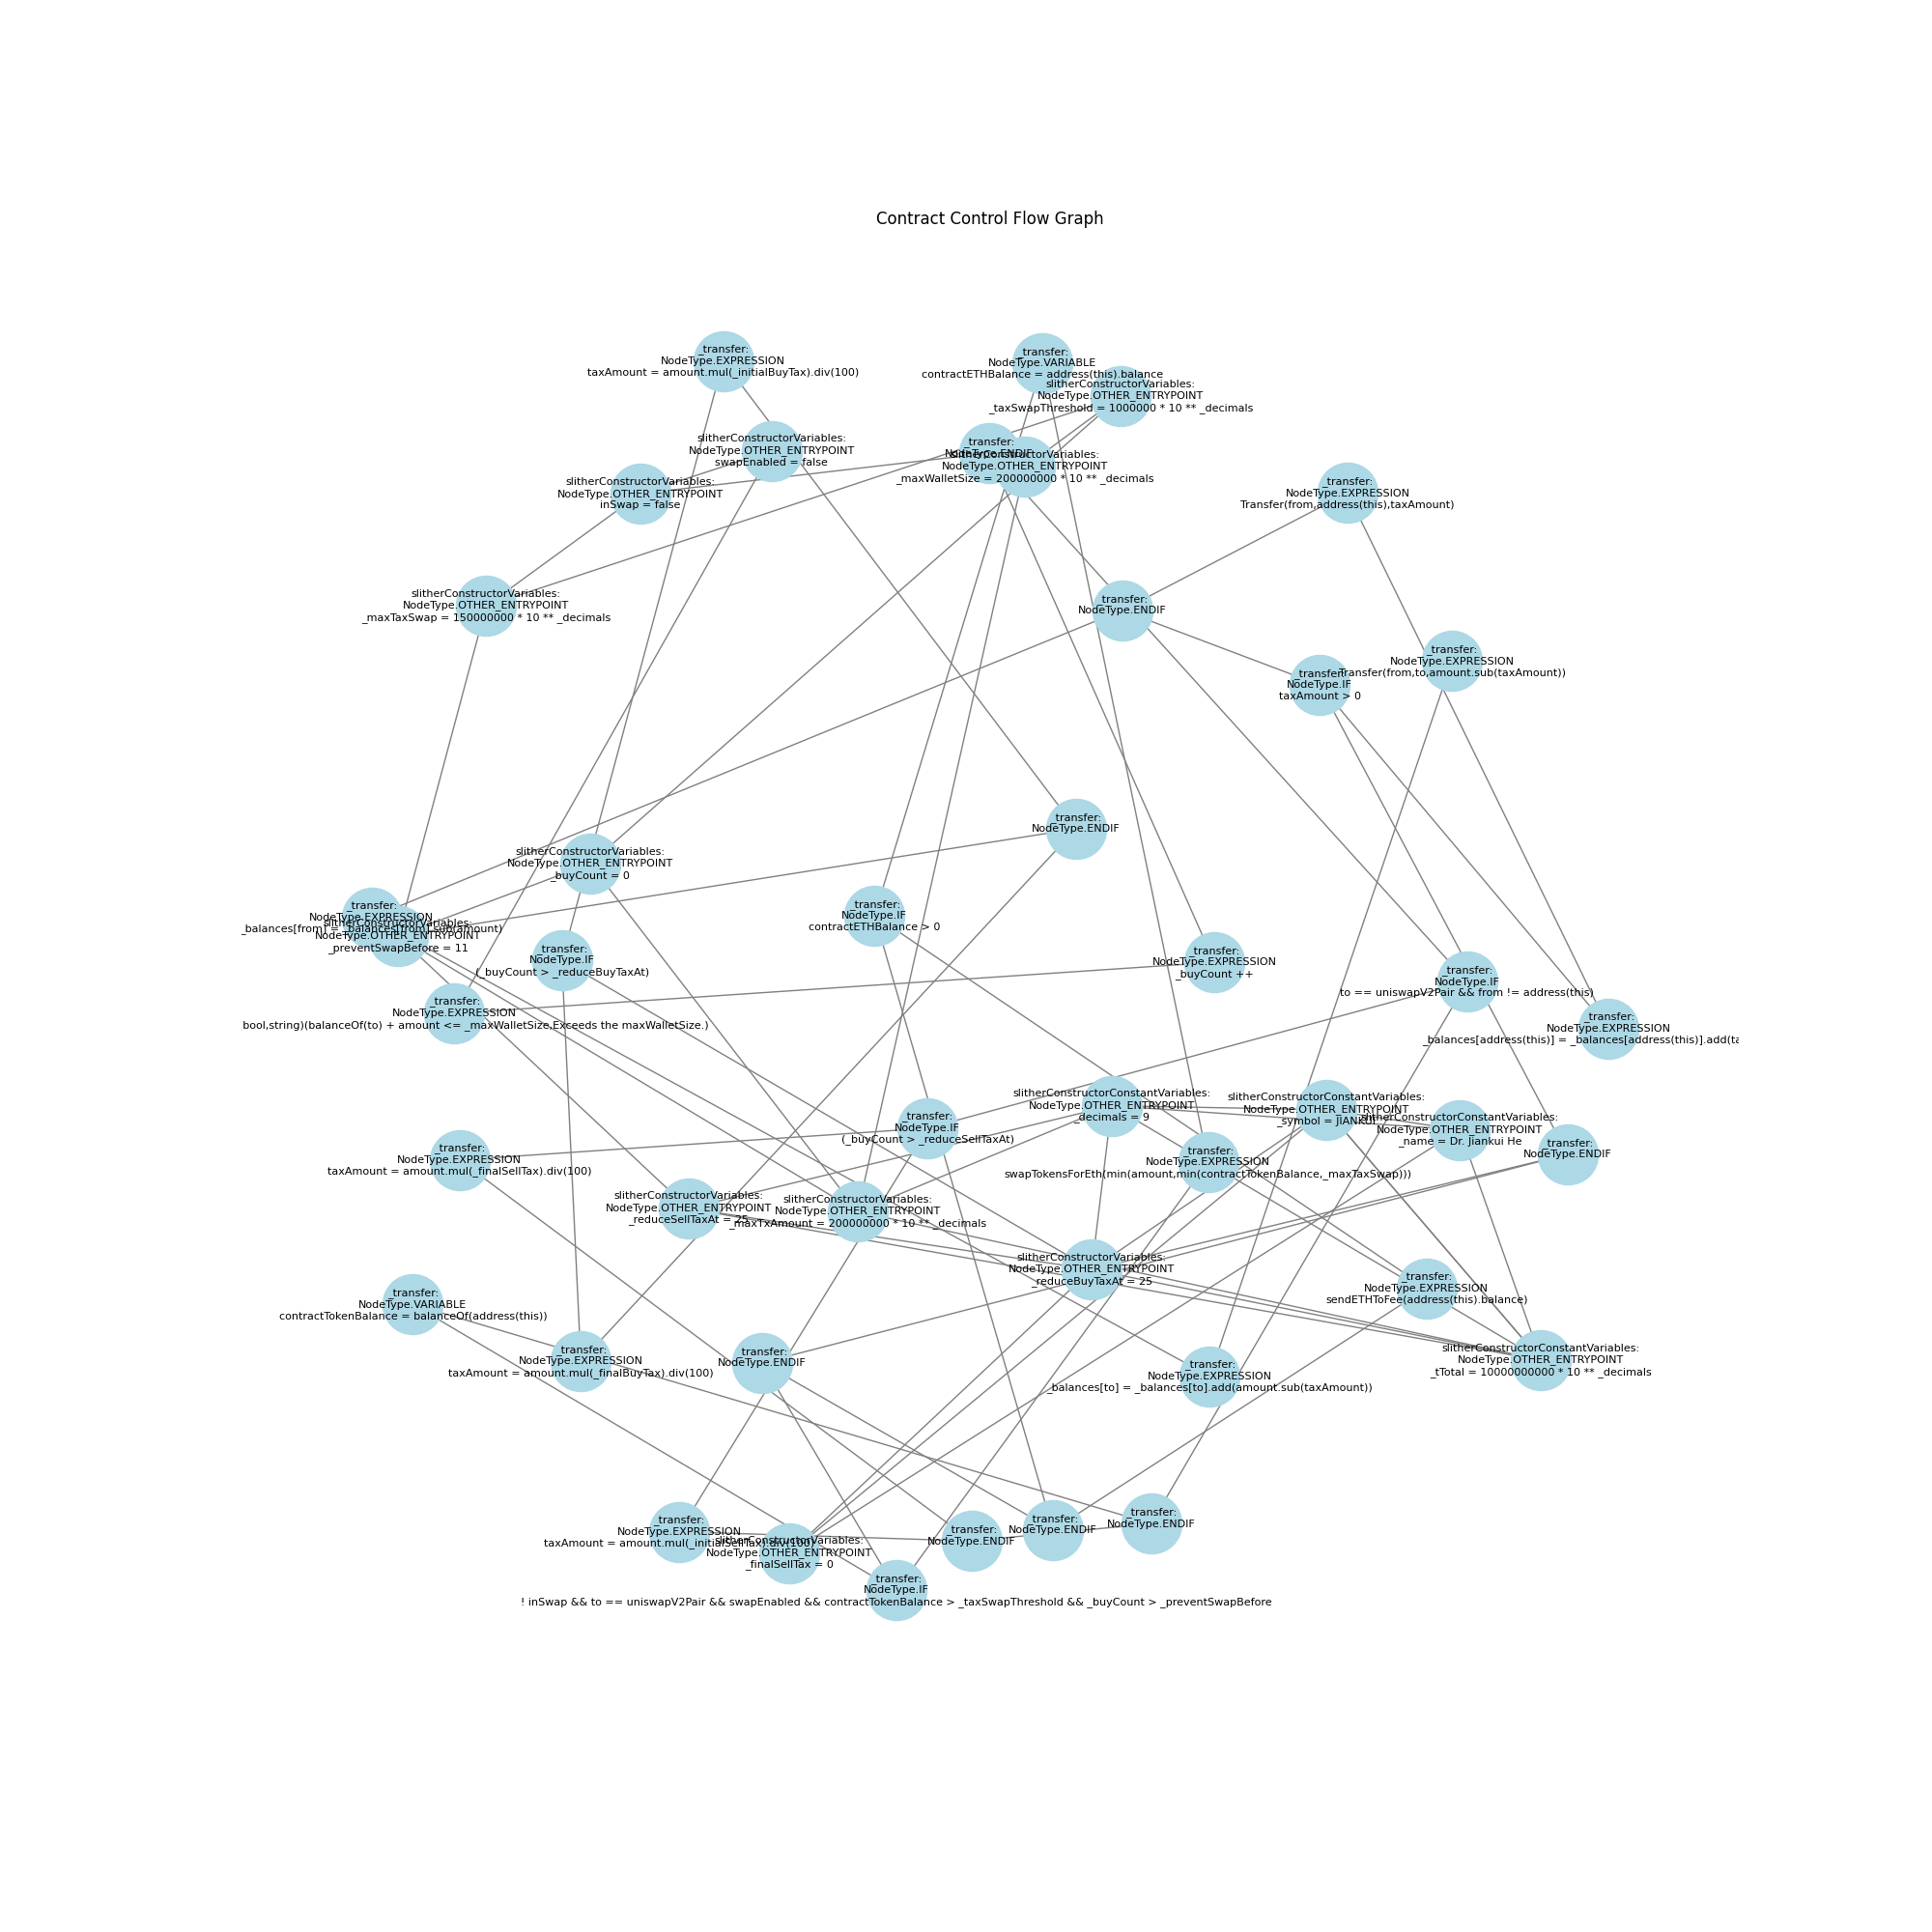 Contract Control Flow Graph
_transfer:
NodeType.EXPRESSION
taxAmount = amount.mul(_initialBuyTax).div(100)
_transfer:
NodeType.VARIABLE
contractETHBalance = address(this).balance
slitherConstructorVariables:
NodeType.OTHER_ENTRYPOINT
_taxSwapThreshold = 1000000 * 10 ** _decimals
slitherConstructorVariables:
NodeType.OTHER_ENTRYPOINT
swapEnabled = false
_transfer:
NodeType.ENDIF
slitherConstructorVariables:
NodeType.OTHER_ENTRYPOINT
_maxWalletSize = 200000000 * 10 ** _decimals
slitherConstructorVariables:
NodeType.OTHER_ENTRYPOINT
inSwap = false
_transfer:
NodeType.EXPRESSION
Transfer(from,address(this),taxAmount)
slitherConstructorVariables:
NodeType.OTHER_ENTRYPOINT
_maxTaxSwap = 150000000 * 10 ** _decimals
_transfer:
NodeType.ENDIF
_transfer:
NodeType.EXPRESSION
Transfer(from,to,amount.sub(taxAmount))
_transfer:
NodeType.IF
taxAmount > 0
_transfer:
NodeType.ENDIF
slitherConstructorVariables:
NodeType.OTHER_ENTRYPOINT
_buyCount = 0
_transfer:
NodeType.EXPRESSION
_balances[from] = _balances[from].sub(amount)
slitherConstructorVariables:
NodeType.OTHER_ENTRYPOINT
_preventSwapBefore = 11
_transfer:
NodeType.IF
contractETHBalance > 0
_transfer:
NodeType.IF
(_buyCount > _reduceBuyTaxAt)
_transfer:
NodeType.EXPRESSION
_buyCount ++
_transfer:
NodeType.IF
to == uniswapV2Pair && from != address(this)
_transfer:
NodeType.EXPRESSION
bool,string)(balanceOf(to) + amount <= _maxWalletSize,Exceeds the maxWalletSize.)
_transfer:
NodeType.EXPRESSION
_balances[address(this)] = _balances[address(this)].add(ta
slitherConstructorConstantVariables:
NodeType.OTHER_ENTRYPOINT
_decimals = 9
slitherConstructorConstantVariables:
NodeType.OTHER_ENTRYPOINT
_symbol = JIANKUI
slitherConstructorConstantVariables:
NodeType.OTHER_ENTRYPOINT
_name = Dr. Jiankui He
_transfer:
NodeType.IF
(_buyCount > _reduceSellTaxAt)
_transfer:
NodeType.ENDIF
_transfer:
NodeType.EXPRESSION
taxAmount = amount.mul(_finalSellTax).div(100)
_transfer:
NodeType.EXPRESSION
swapTokensForEth(min(amount,min(contractTokenBalance,_maxTaxSwap)))
slitherConstructorVariables:
NodeType.OTHER_ENTRYPOINT
_reduceSellTaxAt = 25
slitherConstructorVariables:
NodeType.OTHER_ENTRYPOINT
_maxTxAmount = 200000000 * 10 ** _decimals
slitherConstructorVariables:
NodeType.OTHER_ENTRYPOINT
_reduceBuyTaxAt = 25
_transfer:
NodeType.EXPRESSION
sendETHToFee(address(this).balance)
_transfer:
NodeType.VARIABLE
contractTokenBalance = balanceOf(address(this))
_transfer:
NodeType.EXPRESSION
taxAmount = amount.mul(_finalBuyTax).div(100)
_transfer:
NodeType.ENDIF
_transfer:
NodeType.EXPRESSION
_balances[to] = _balances[to].add(amount.sub(taxAmount))
slitherConstructorConstantVariables:
NodeType.OTHER_ENTRYPOINT
_tTotal = 10000000000 * 10 ** _decimals
_transfer:
NodeType.EXPRESSION
taxAmount = amount.mul(_initialSellTax).div(100)
slitherConstructorVariables:
NodeType.OTHER_ENTRYPOINT
_finalSellTax = 0
_transfer:
NodeType.ENDIF
_transfer:
NodeType.ENDIF
_transfer:
NodeType.ENDIF
_transfer:
NodeType.IF
! inSwap && to == uniswapV2Pair && swapEnabled && contractTokenBalance > _taxSwapThreshold && _buyCount > _preventSwapBefore